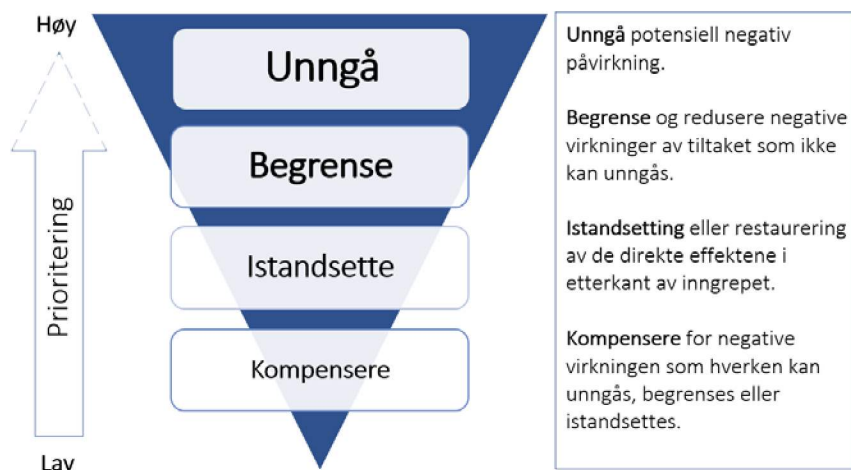 Høy
Prioritering
Lav
Unngå
Begrense
Istandsette
Kompensere
Unngå potensiell negativ
påvirkning.
Begrense og redusere negative
virkninger av tiltaket som ikke
kan unngås.
Istandsetting eller restaurering
av de direkte effektene i
etterkant av inngrepet.
Kompensere for negative
virkningen som hverken kan
unngås, begrenses eller
istandsettes.